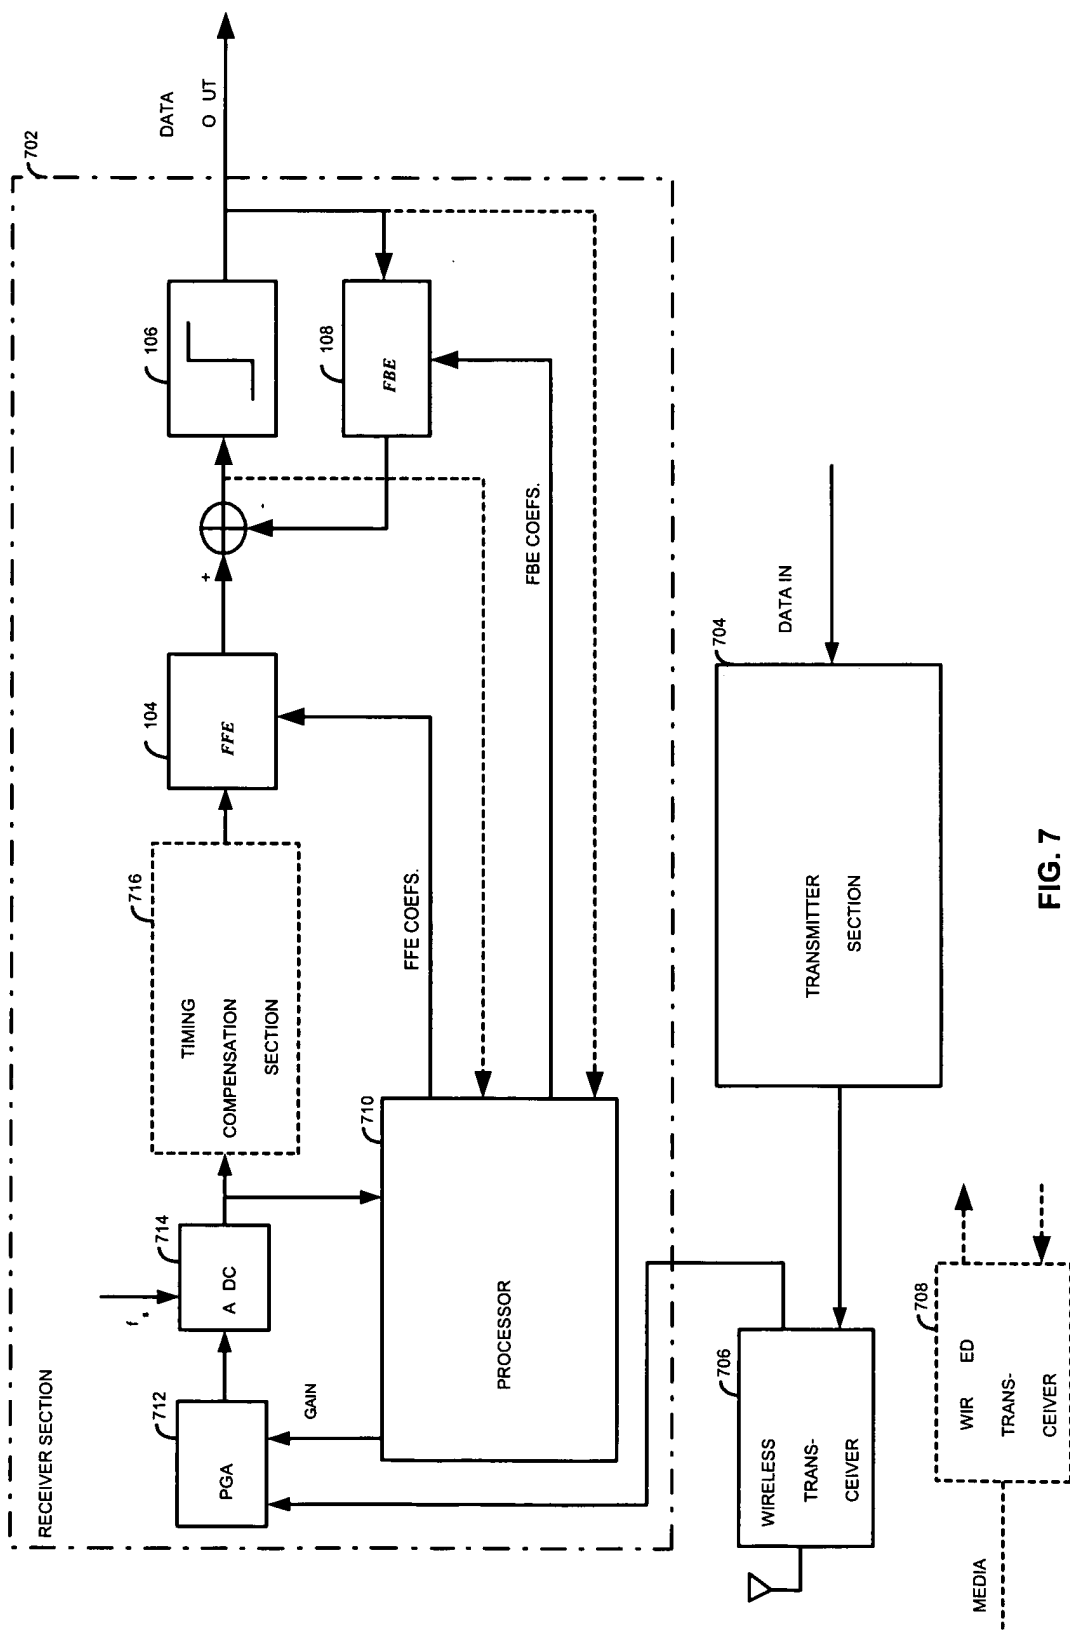 RECEIVER SECTION
702
712
PGA
GAIN
f s
714
A DC
716
TIMING
COMPENSATION
SECTION
104
FFE
+
106
DATA
O UT
108
FBE
FFE COEFS.
FBE COEFS.
710
PROCESSOR
706
WIRELESS
TRANS-
CEIVER
704
TRANSMITTER
SECTION
DATA IN
708
WIR ED
TRANS-
CEIVER
MEDIA
FIG. 7